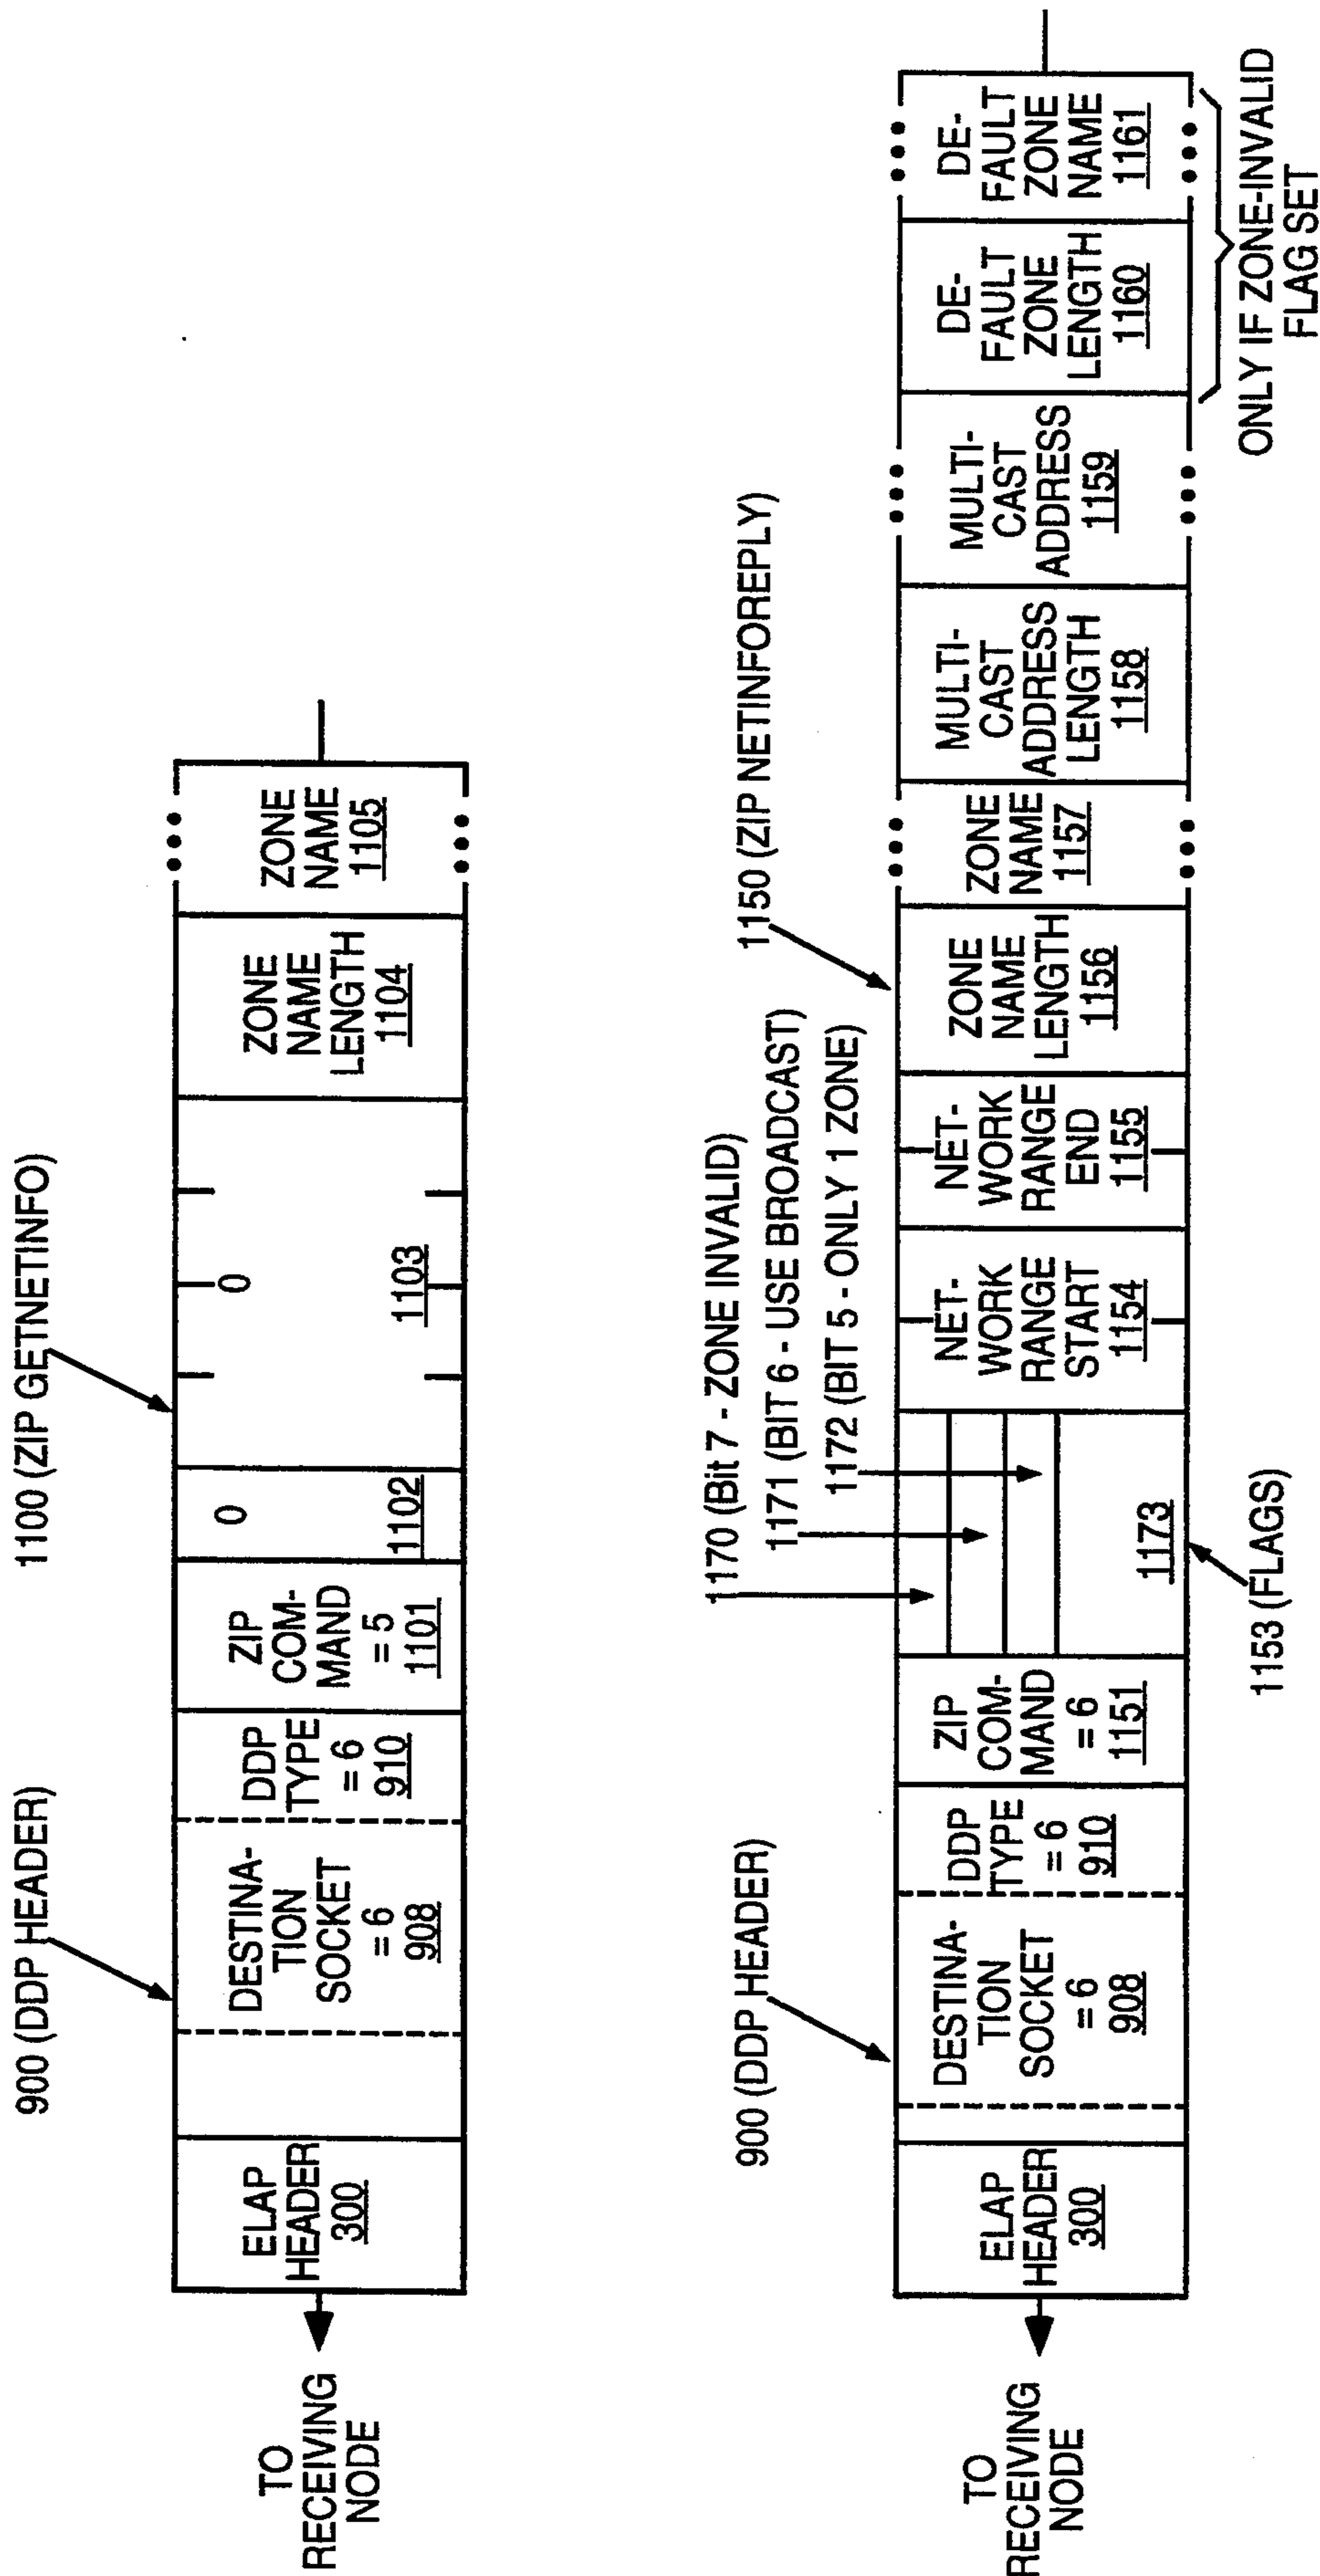 1100 (ZIP GETNETINFO)
900 (DDP HEADER)
TO
RECEIVING
NODE
ELAP
HEADER
300
DESTINA-
TION
SOCKET
= 6
908
DDP
TYPE
= 6
910
ZIP
COM-
MAND
= 5
1101
0
1102
0
1103
ZONE
NAME
LENGTH
1104
ZONE
NAME
1105
1150 (ZIP NETINFOREPLY)
1170 (Bit 7 - ZONE INVALID)
1171 (BIT 6 - USE BROADCAST)
1172 (BIT 5 - ONLY 1 ZONE)
900 (DDP HEADER)
TO
RECEIVING
NODE
ELAP
HEADER
300
DESTINA-
TION
SOCKET
= 6
908
DDP
TYPE
= 6
910
ZIP
COM-
MAND
= 6
1151
1173
1153 (FLAGS)
NET-
WORK
RANGE
START
1154
NET-
WORK
RANGE
END
1155
ZONE
NAME
LENGTH
1156
ZONE
NAME
1157
MULTI-
CAST
ADDRESS
LENGTH
1158
MULTI-
CAST
ADDRESS
1159
DE-
FAULT
ZONE
LENGTH
1160
DE-
FAULT
ZONE
NAME
1161
ONLY IF ZONE-INVALID
FLAG SET